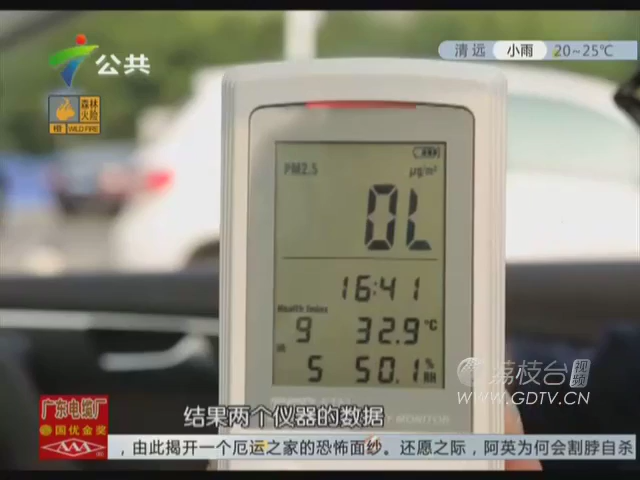 公共
清远 小雨 20~25℃
森林火险
橙 WILD FIRE
PM2.5
μg/m³
OL
16:41
Health Index
9 32.9 ℃
5 50.1 % RH
MONITOR
荔枝台 视频
WWW.GDTV.CN
广东电缆厂
国优金奖
结果两个仪器的数据
，由此揭开一个厄运之家的恐怖面纱。还愿之际，阿英为何会割脖自杀